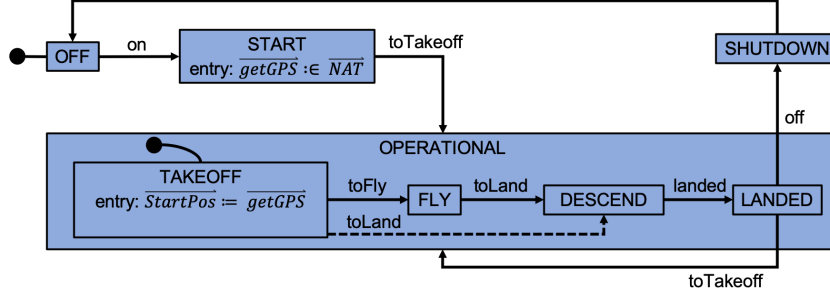 OFF
on
START
entry: getGPS :∈ NAT
toTakeoff
SHUTDOWN
off
OPERATIONAL
TAKEOFF
entry: StartPos ≔ getGPS
toFly
FLY
toLand
DESCEND
landed
LANDED
toLand
toTakeoff